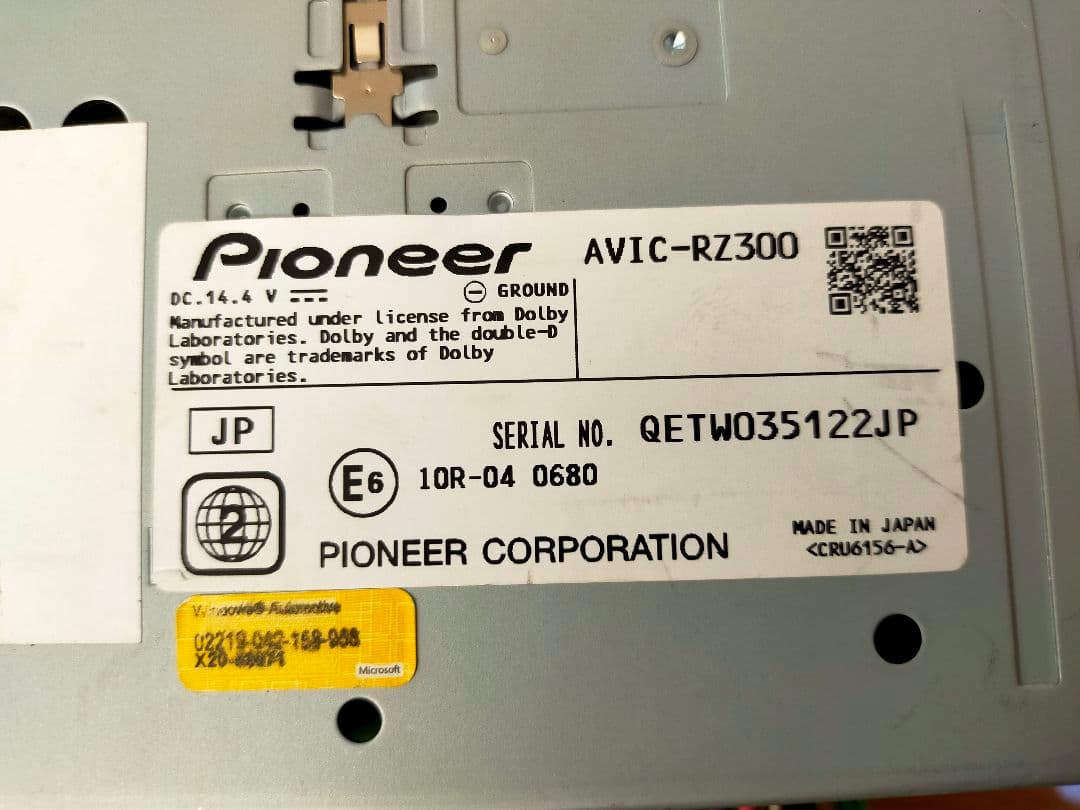 Pioneer
AVIC-RZ300
DC.14.4 V
GROUND
Manufactured under license from Dolby
Laboratories. Dolby and the double-D
symbol are trademarks of Dolby
Laboratories.
JP
SERIAL NO. QETW035122JP
E6 10R-04 0680
2
PIONEER CORPORATION
MADE IN JAPAN
<CRU6156-A>
Windows® Automotive
Microsoft